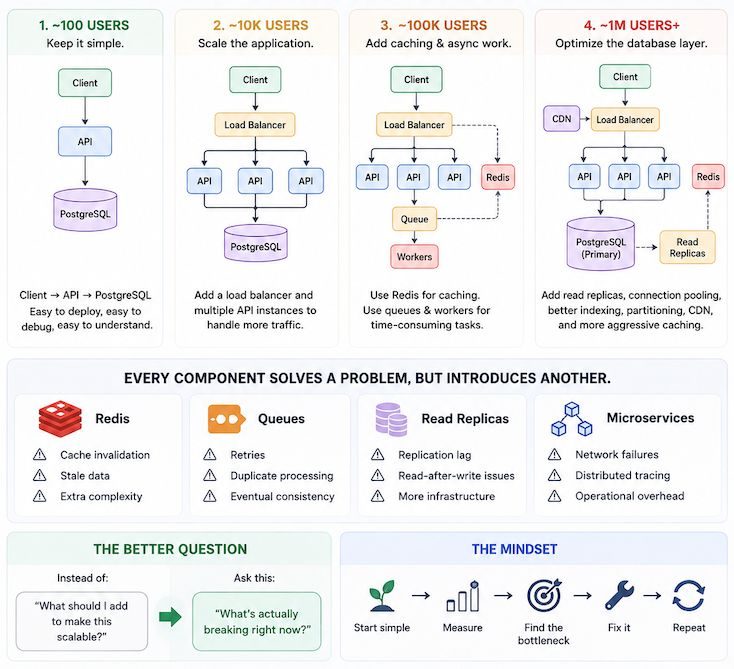 1. ~100 USERS
Keep it simple.
Client
API
PostgreSQL
Client → API → PostgreSQL
Easy to deploy, easy to
debug, easy to understand.
2. ~10K USERS
Scale the application.
Client
Load Balancer
API
API
API
PostgreSQL
Add a load balancer and
multiple API instances to
handle more traffic.
3. ~100K USERS
Add caching & async work.
Client
Load Balancer
API
API
API
Redis
Queue
Workers
Use Redis for caching.
Use queues & workers for
time-consuming tasks.
4. ~1M USERS+
Optimize the database layer.
Client
CDN
Load Balancer
API
API
API
Redis
PostgreSQL
(Primary)
Read
Replicas
Add read replicas, connection pooling,
better indexing, partitioning, CDN,
and more aggressive caching.
EVERY COMPONENT SOLVES A PROBLEM, BUT INTRODUCES ANOTHER.
Redis
Cache invalidation
Stale data
Extra complexity
Queues
Retries
Duplicate processing
Eventual consistency
Read Replicas
Replication lag
Read-after-write issues
More infrastructure
Microservices
Network failures
Distributed tracing
Operational overhead
THE BETTER QUESTION
Instead of:
“What should I add
to make this
scalable?”
Ask this:
“What's actually
breaking right now?”
THE MINDSET
Start simple
Measure
Find the
bottleneck
Fix it
Repeat